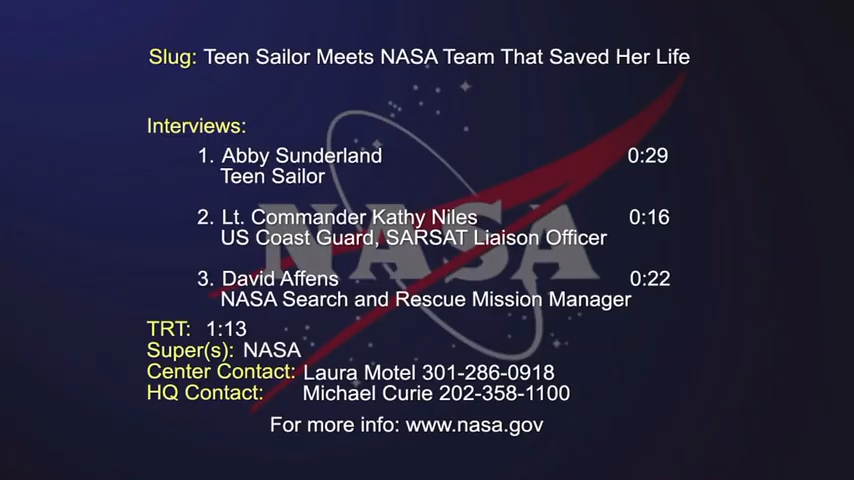 Slug: Teen Sailor Meets NASA Team That Saved Her Life
Interviews:
1. Abby Sunderland 0:29
Teen Sailor
2. Lt. Commander Kathy Niles 0:16
US Coast Guard, SARSAT Liaison Officer
NASA
3. David Affens 0:22
NASA Search and Rescue Mission Manager
TRT: 1:13
Super(s): NASA
Center Contact: Laura Motel 301-286-0918
HQ Contact: Michael Curie 202-358-1100
For more info: www.nasa.gov